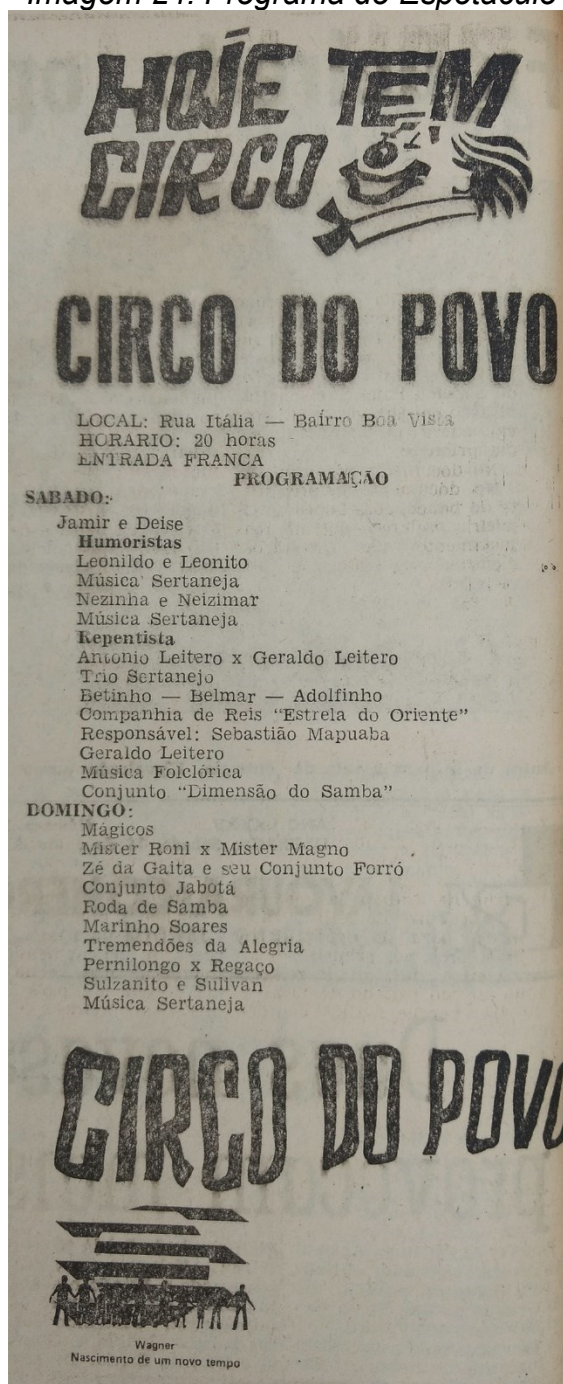 Imagem 21: Programa do Espetáculo
HOJE TEM
CIRCO
CIRCO DO POVO
LOCAL: Rua Itália — Bairro Boa Vista
HORARIO: 20 horas
ENTRADA FRANCA
PROGRAMAÇÃO
SABADO:
Jamir e Deise
Humoristas
Leonildo e Leonito
Música Sertaneja
Nezinha e Neizimar
Música Sertaneja
Repentista
Antonio Leitero x Geraldo Leitero
Trio Sertanejo
Betinho — Belmar — Adolfinho
Companhia de Reis "Estrela do Oriente"
Responsável: Sebastião Mapuaba
Geraldo Leitero
Música Folclórica
Conjunto "Dimensão do Samba"
DOMINGO:
Mágicos
Mister Roni x Mister Magno
Zé da Gaita e seu Conjunto Forró
Conjunto Jabotá
Roda de Samba
Marinho Soares
Tremendões da Alegria
Pernilongo x Regaço
Sulzanito e Sulivan
Música Sertaneja
CIRCO DO POVO
Wagner
Nascimento de um novo tempo